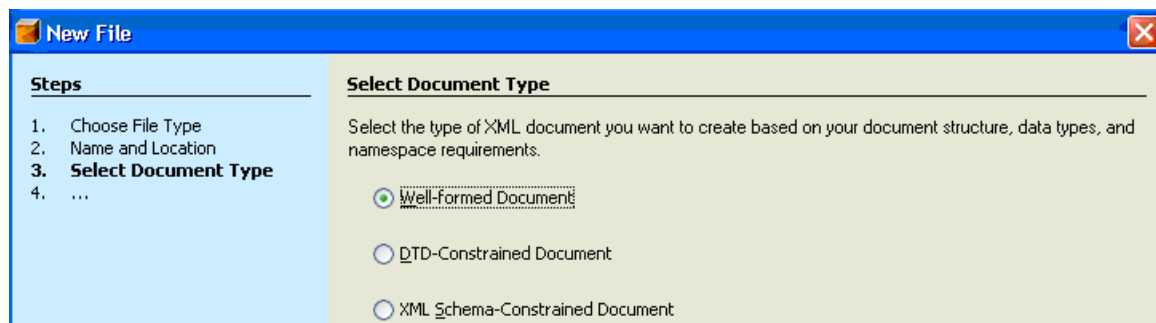 New File
Steps
1. Choose File Type
2. Name and Location
3. Select Document Type
4. ...
Select Document Type
Select the type of XML document you want to create based on your document structure, data types, and
namespace requirements.
Well-formed Document
DTD-Constrained Document
XML Schema-Constrained Document